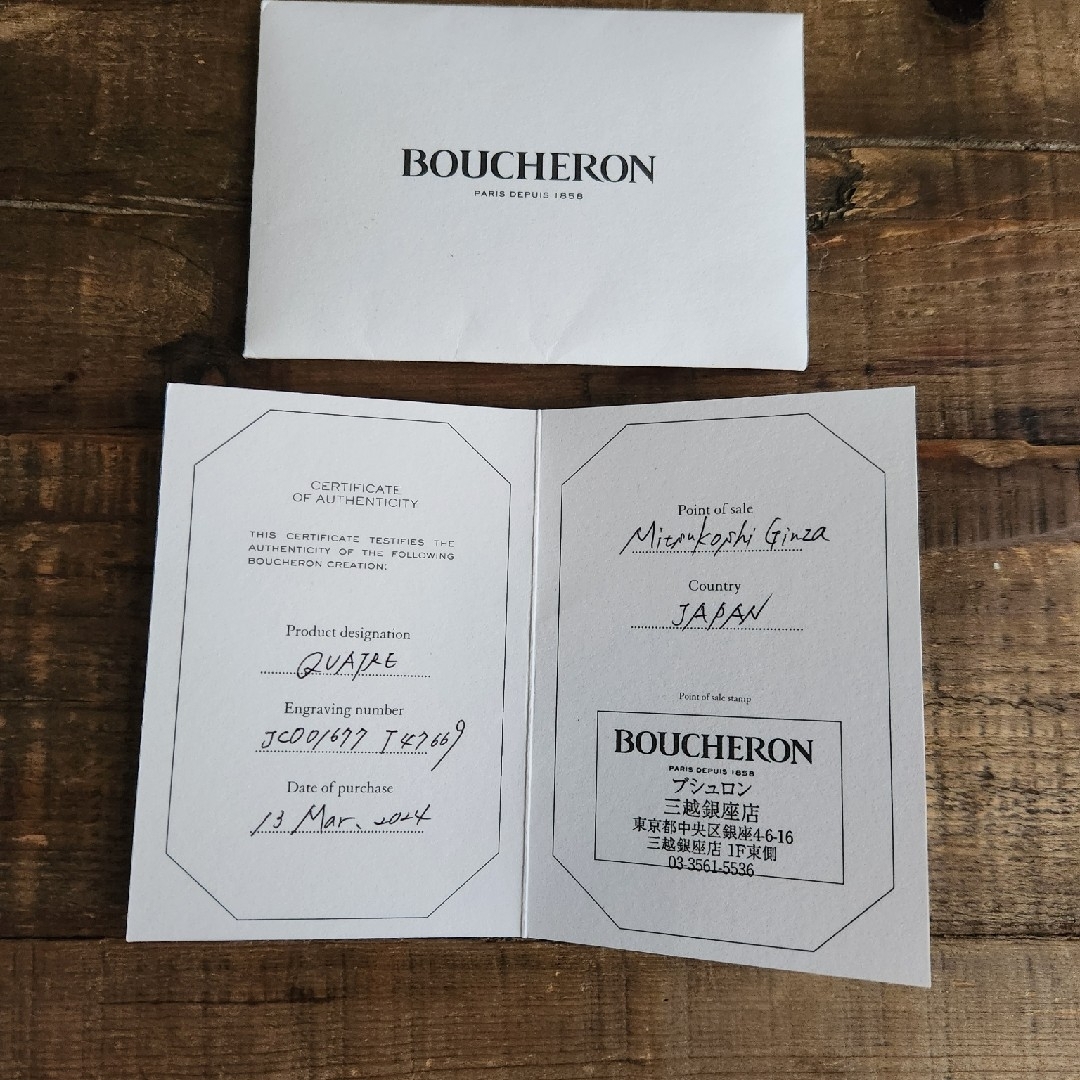 BOUCHERON
PARIS DEPUIS 1858
CERTIFICATE
OF AUTHENTICITY
THIS CERTIFICATE TESTIFIES THE
AUTHENTICITY OF THE FOLLOWING
BOUCHERON CREATION:
Product designation
QUATRE
Engraving number
JCO01677 T47669
Date of purchase
13 Mar. 2024
Point of sale
Mitsukoshi Ginza
Country
JAPAN
Point of sale stamp
BOUCHERON
PARIS DEPUIS 1858
ブシュロン
三越銀座店
東京都中央区銀座4-6-16
三越銀座店 1F東側
03-3561-5536